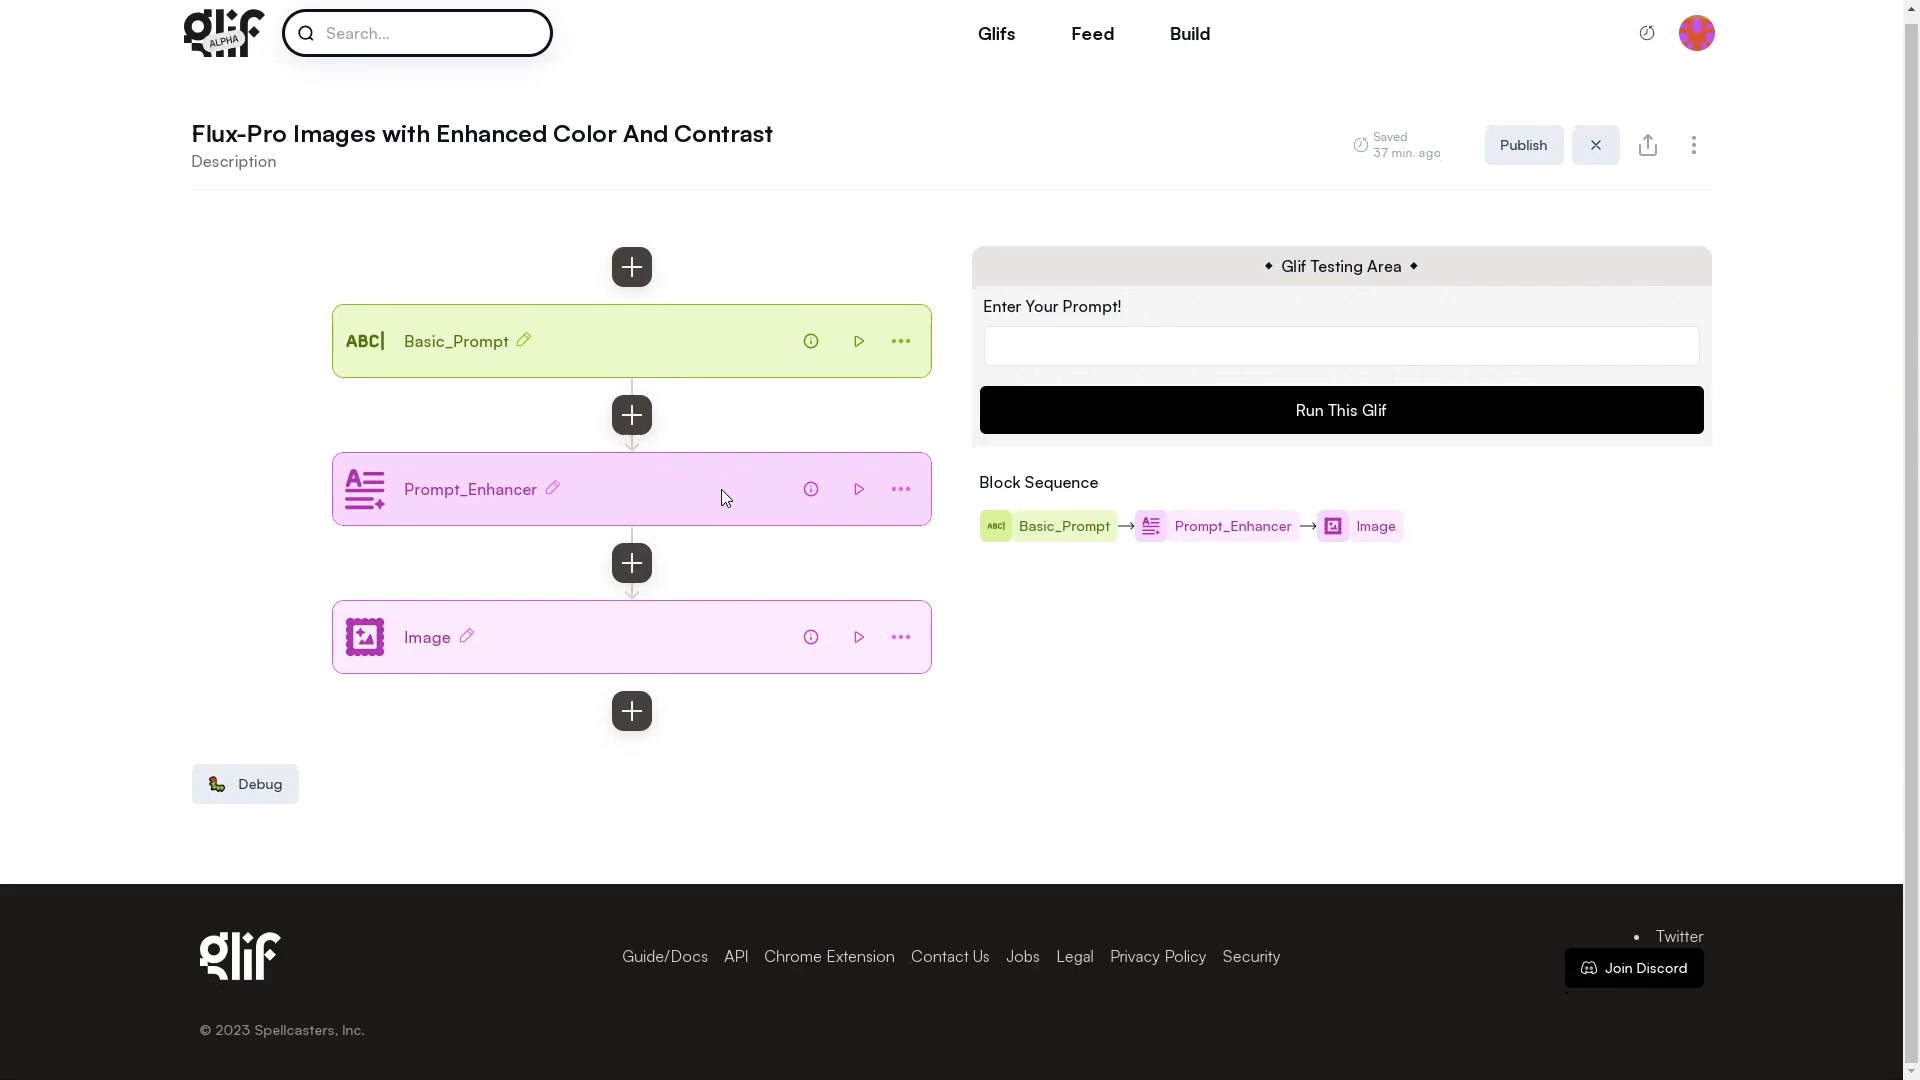 glif
ALPHA
Search...
Glifs
Feed
Build
Flux-Pro Images with Enhanced Color And Contrast
Description
Saved
37 min. ago
Publish
Glif Testing Area
Enter Your Prompt!
Run This Glif
ABC| Basic_Prompt
Prompt_Enhancer
Image
Block Sequence
ABC| Basic_Prompt
Prompt_Enhancer
Image
Debug
glif
Guide/Docs
API
Chrome Extension
Contact Us
Jobs
Legal
Privacy Policy
Security
• Twitter
Join Discord
© 2023 Spellcasters, Inc.